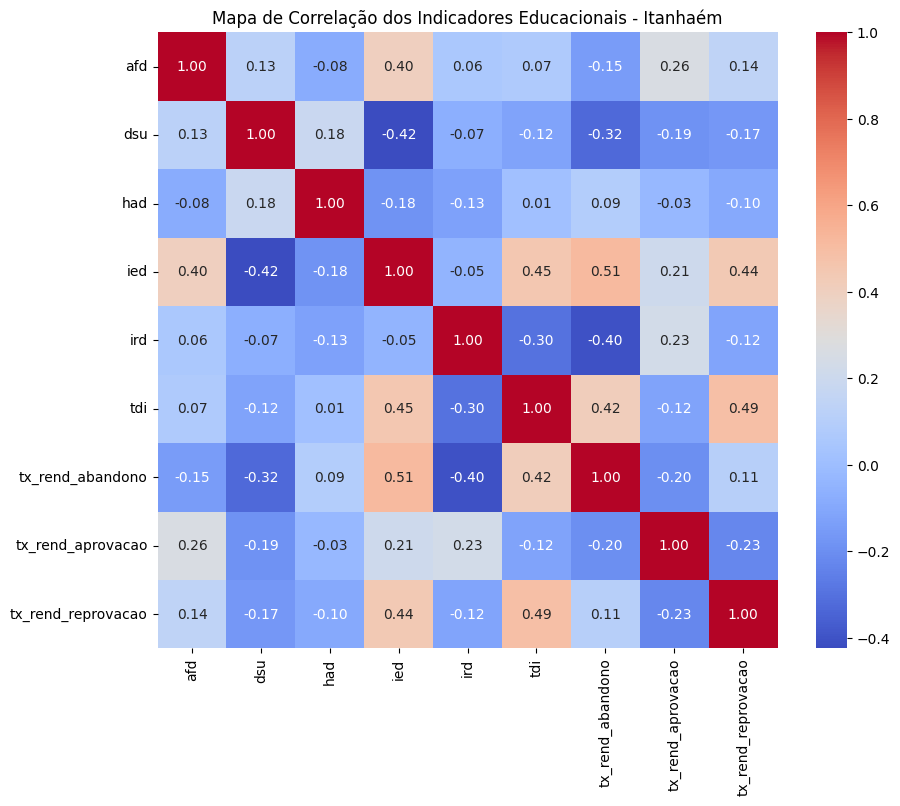 Mapa de Correlação dos Indicadores Educacionais - Itanhaém
afd 1.00 0.13 -0.08 0.40 0.06 0.07 -0.15 0.26 0.14
dsu 0.13 1.00 0.18 -0.42 -0.07 -0.12 -0.32 -0.19 -0.17
had -0.08 0.18 1.00 -0.18 -0.13 0.01 0.09 -0.03 -0.10
ied 0.40 -0.42 -0.18 1.00 -0.05 0.45 0.51 0.21 0.44
ird 0.06 -0.07 -0.13 -0.05 1.00 -0.30 -0.40 0.23 -0.12
tdi 0.07 -0.12 0.01 0.45 -0.30 1.00 0.42 -0.12 0.49
tx_rend_abandono -0.15 -0.32 0.09 0.51 -0.40 0.42 1.00 -0.20 0.11
tx_rend_aprovacao 0.26 -0.19 -0.03 0.21 0.23 -0.12 -0.20 1.00 -0.23
tx_rend_reprovacao 0.14 -0.17 -0.10 0.44 -0.12 0.49 0.11 -0.23 1.00
afd
dsu
had
ied
ird
tdi
tx_rend_abandono
tx_rend_aprovacao
tx_rend_reprovacao
1.0
0.8
0.6
0.4
0.2
0.0
−0.2
−0.4